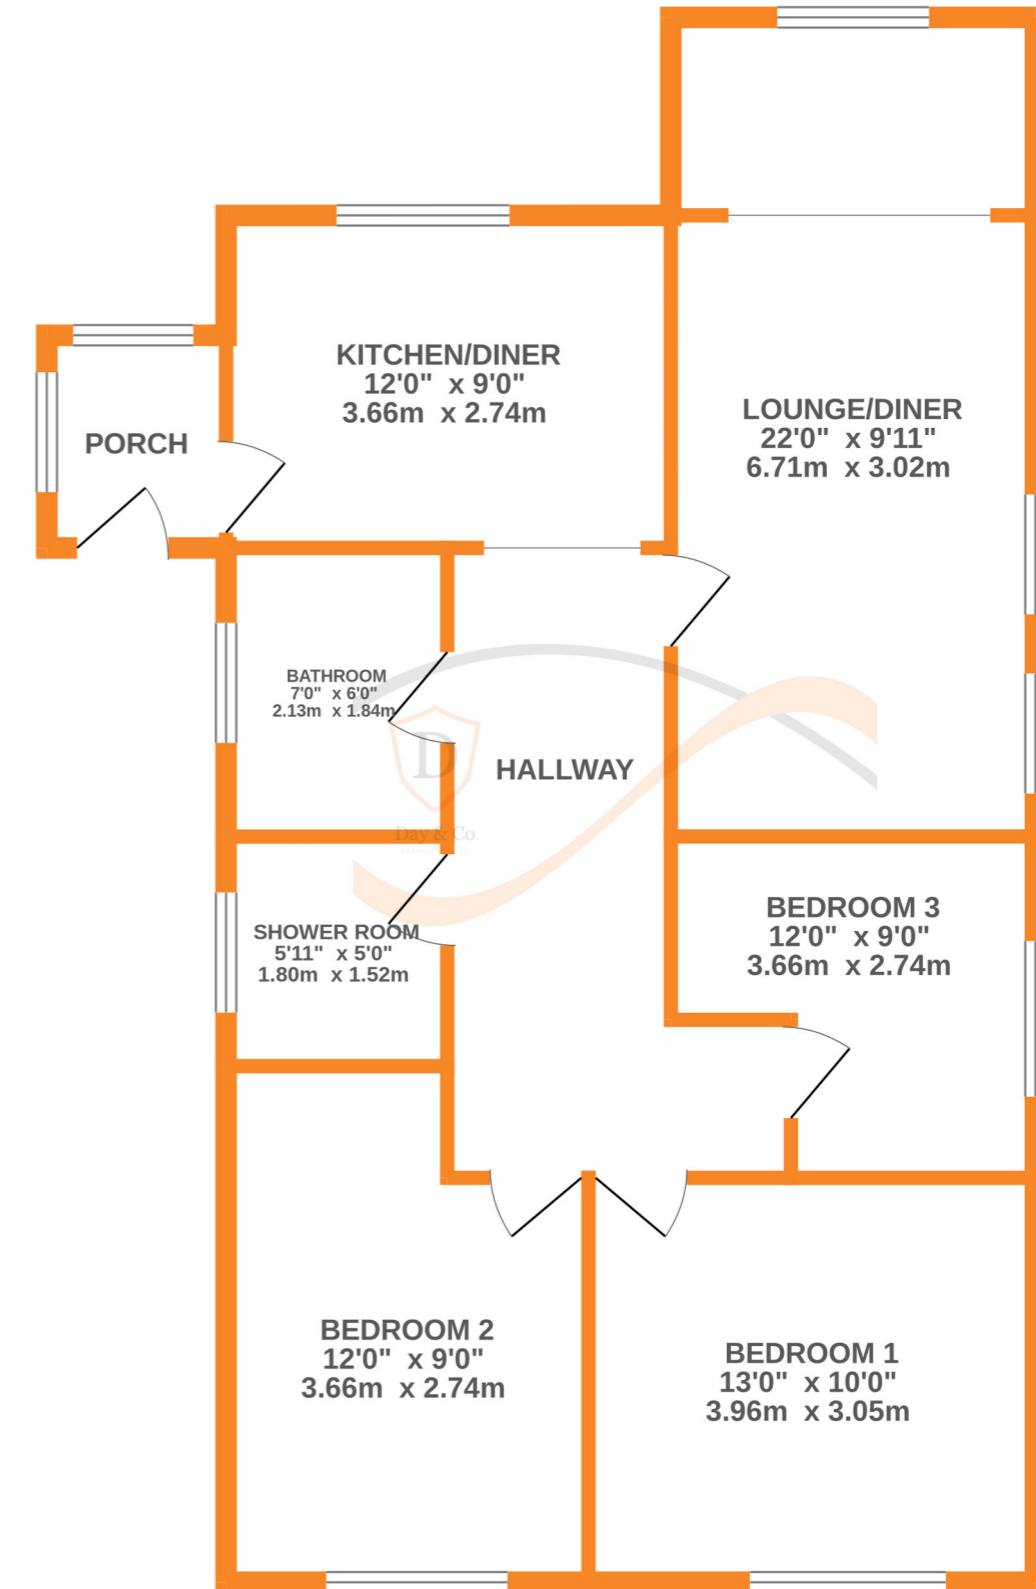 KITCHEN/DINER
12'0" x 9'0"
3.66m x 2.74m
LOUNGE/DINER
22'0" x 9'11"
6.71m x 3.02m
PORCH
BATHROOM
7'0" x 6'0"
2.13m x 1.84m
D
Day & Co
HALLWAY
SHOWER ROOM
5'11" x 5'0"
1.80m x 1.52m
BEDROOM 3
12'0" x 9'0"
3.66m x 2.74m
BEDROOM 2
12'0" x 9'0"
3.66m x 2.74m
BEDROOM 1
13'0" x 10'0"
3.96m x 3.05m